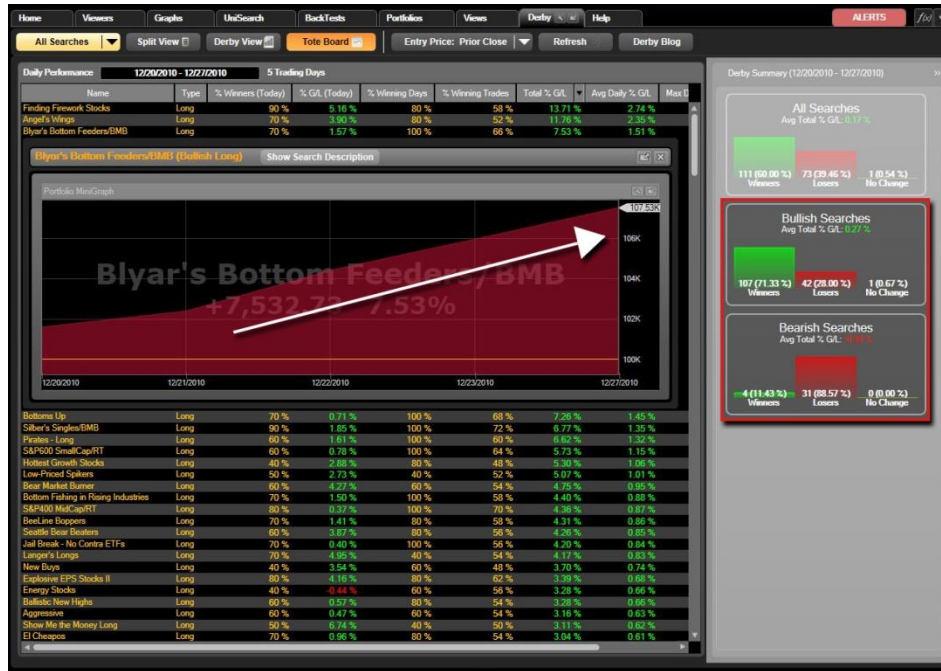 Home Viewers Graphs UniSearch BackTests Portfolios Views Derby Help ALERTS f(x)
All Searches Split View Derby View Tote Board Entry Price: Prior Close Refresh Derby Blog
Daily Performance 12/20/2010 - 12/27/2010 5 Trading Days
Name Type % Winners (Today) % G/L (Today) % Winning Days % Winning Trades Total % G/L Avg Daily % G/L Max D
Finding Firework Stocks Long 90 % 5.16 % 80 % 58 % 13.71 % 2.74 %
Angel's Wings Long 70 % 3.90 % 80 % 52 % 11.76 % 2.35 %
Blyar's Bottom Feeders/BMB Long 70 % 1.57 % 100 % 66 % 7.53 % 1.51 %
Blyar's Bottom Feeders/BMB (Bullish Long) Show Search Description
Portfolio MiniGraph
107.53K
106K
Blyar's Bottom Feeders/BMB
104K
+7,532.73 7.53%
102K
100K
12/20/2010 12/21/2010 12/22/2010 12/23/2010 12/27/2010
Bottoms Up Long 70 % 0.71 % 100 % 68 % 7.26 % 1.45 %
Silber's Singles/BMB Long 90 % 1.85 % 100 % 72 % 6.77 % 1.35 %
Pirates - Long Long 60 % 1.61 % 100 % 60 % 6.62 % 1.32 %
S&P600 SmallCap/RT Long 60 % 0.78 % 100 % 64 % 5.73 % 1.15 %
Hottest Growth Stocks Long 40 % 2.88 % 80 % 48 % 5.30 % 1.06 %
Low-Priced Spikers Long 50 % 2.73 % 40 % 52 % 5.07 % 1.01 %
Bear Market Burner Long 60 % 4.27 % 60 % 54 % 4.75 % 0.95 %
Bottom Fishing in Rising Industries Long 70 % 1.50 % 100 % 58 % 4.40 % 0.88 %
S&P400 MidCap/RT Long 80 % 0.37 % 100 % 70 % 4.36 % 0.87 %
BeeLine Boppers Long 70 % 1.41 % 80 % 58 % 4.31 % 0.86 %
Seattle Bear Beaters Long 60 % 3.87 % 80 % 56 % 4.26 % 0.85 %
Jail Break - No Contra ETFs Long 70 % 0.40 % 100 % 56 % 4.20 % 0.84 %
Langer's Longs Long 70 % 4.95 % 40 % 54 % 4.17 % 0.83 %
New Buys Long 40 % 3.54 % 60 % 48 % 3.70 % 0.74 %
Explosive EPS Stocks II Long 80 % 4.16 % 80 % 62 % 3.39 % 0.68 %
Energy Stocks Long 40 % -0.44 % 60 % 56 % 3.28 % 0.66 %
Ballistic New Highs Long 60 % 0.57 % 80 % 54 % 3.28 % 0.66 %
Aggressive Long 60 % 0.47 % 60 % 54 % 3.16 % 0.63 %
Show Me the Money Long Long 50 % 6.74 % 40 % 50 % 3.11 % 0.62 %
El Cheapos Long 70 % 0.96 % 80 % 54 % 3.04 % 0.61 %
Derby Summary (12/20/2010 - 12/27/2010)
All Searches
Avg Total % G/L: 0.17 %
111 (60.00 %) 73 (39.46 %) 1 (0.54 %)
Winners Losers No Change
Bullish Searches
Avg Total % G/L: 0.27 %
107 (71.33 %) 42 (28.00 %) 1 (0.67 %)
Winners Losers No Change
Bearish Searches
Avg Total % G/L:
4 (11.43 %) 31 (88.57 %) 0 (0.00 %)
Winners Losers No Change